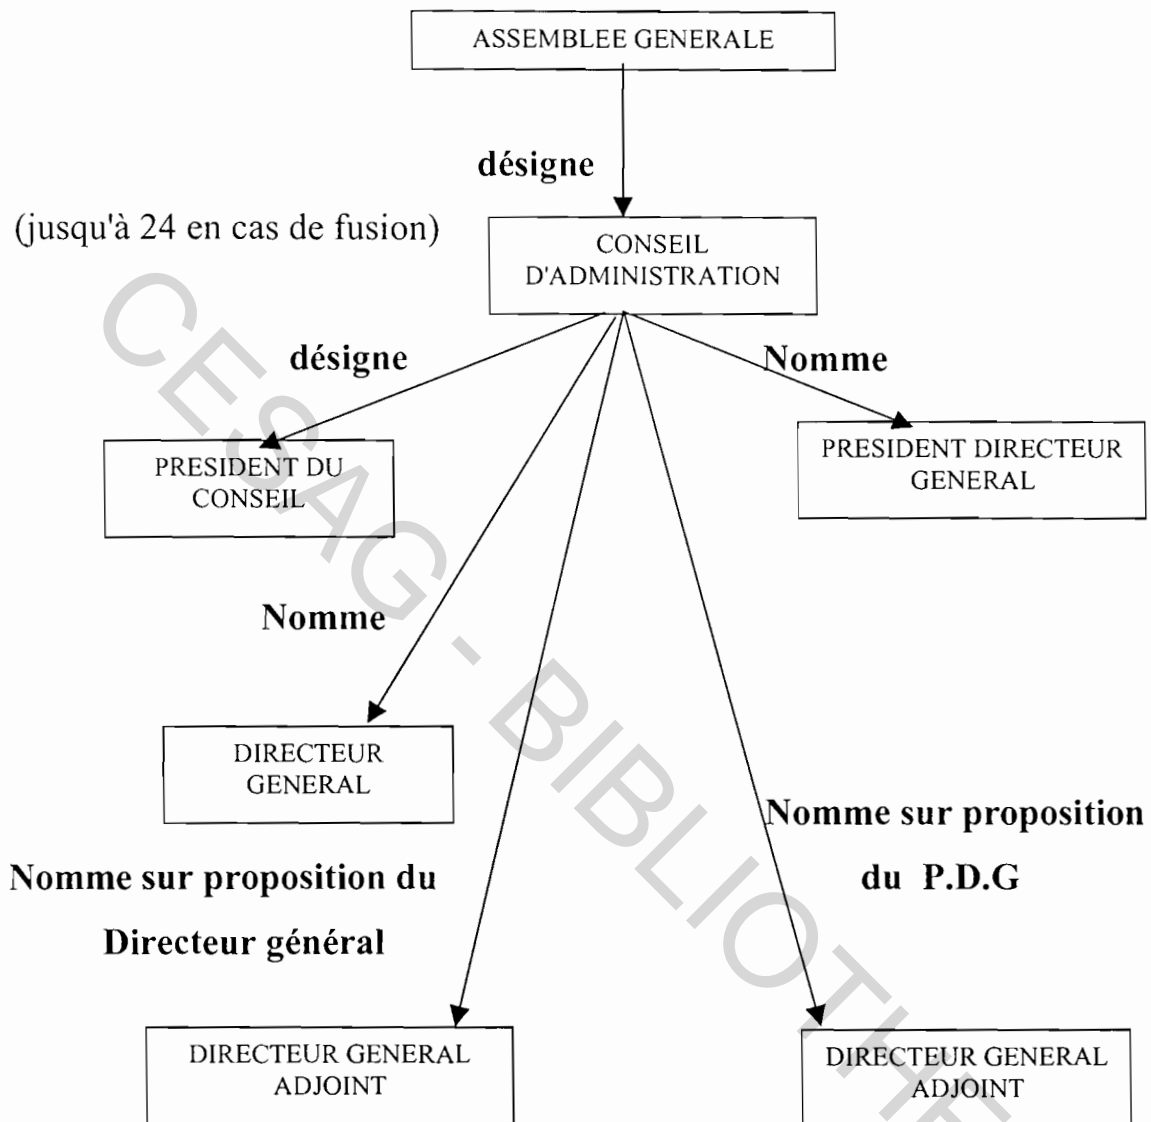 ASSEMBLEE GENERALE
désigne
(jusqu'à 24 en cas de fusion)
CONSEIL
D'ADMINISTRATION
désigne
Nomme
PRESIDENT DU
CONSEIL
PRESIDENT DIRECTEUR
GENERAL
Nomme
DIRECTEUR
GENERAL
Nomme sur proposition du
Directeur général
Nomme sur proposition
du P.D.G
DIRECTEUR GENERAL
ADJOINT
DIRECTEUR GENERAL
ADJOINT
CESAG - BIBLIOTHE